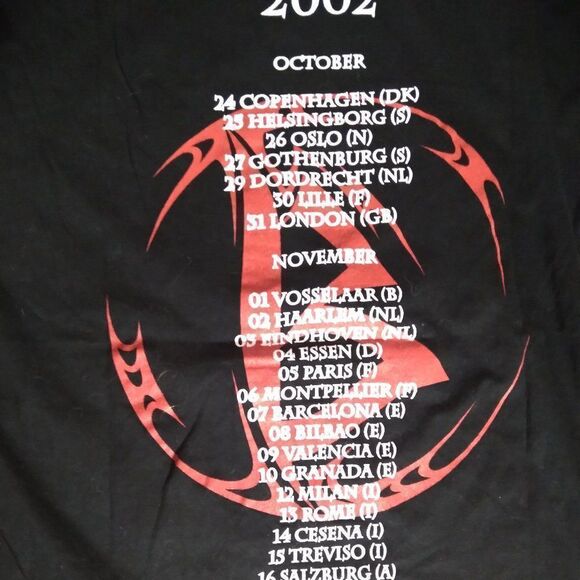 2002
OCTOBER
24 COPENHAGEN (DK)
25 HELSINGBORG (S)
26 OSLO (N)
27 GOTHENBURG (S)
29 DORDRECHT (NL)
30 LILLE (F)
31 LONDON (GB)
NOVEMBER
01 VOSSELAAR (B)
02 HAARLEM (NL)
03 EINDHOVEN (NL)
04 ESSEN (D)
05 PARIS (F)
06 MONTPELLIER (F)
07 BARCELONA (E)
08 BILBAO (E)
09 VALENCIA (E)
10 GRANADA (E)
12 MILAN (I)
13 ROME (I)
14 CESENA (I)
15 TREVISO (I)
16 SALZBURG (A)